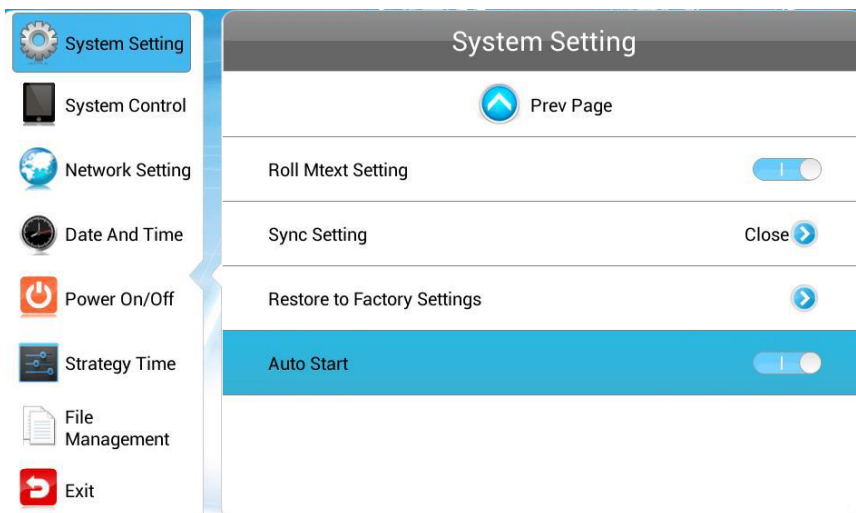 System Setting
System Control
Network Setting
Date And Time
Power On/Off
Strategy Time
File
Management
Exit
System Setting
Prev Page
Roll Mtext Setting
Sync Setting Close
Restore to Factory Settings
Auto Start